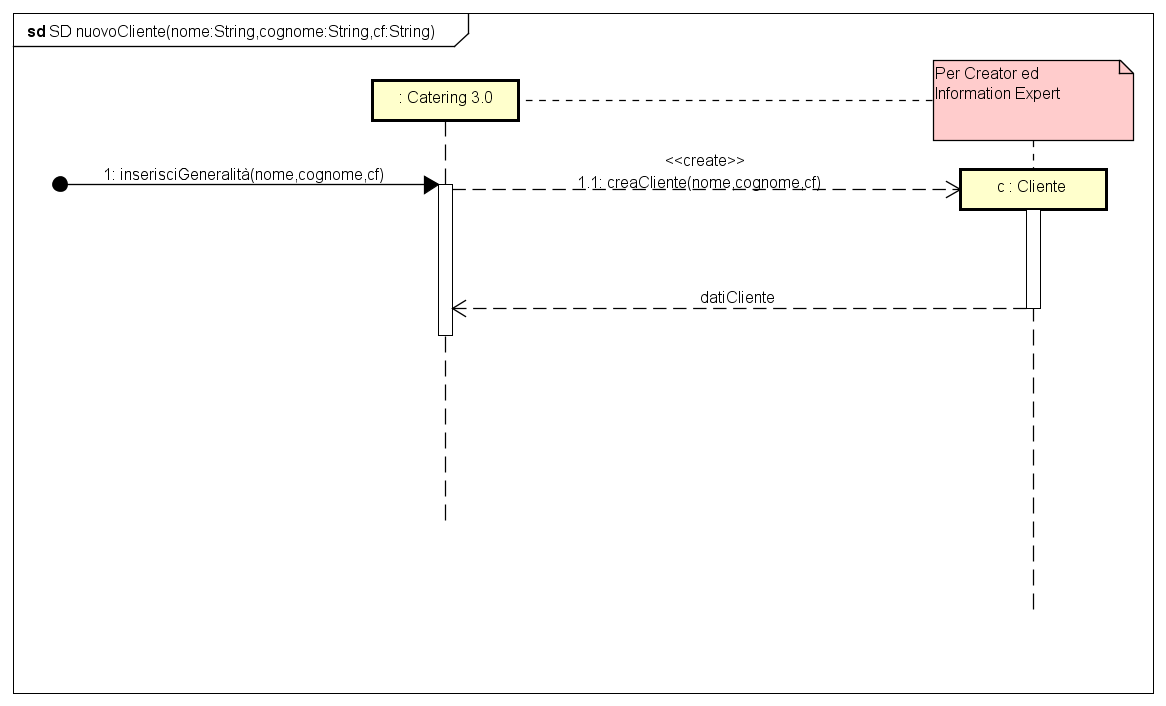 sd SD nuovoCliente(nome:String,cognome:String,cf:String)
Per Creator ed
Information Expert
: Catering 3.0
<<create>>
1: inserisciGeneralità(nome,cognome,cf)
1.1: creaCliente(nome,cognome,cf)
c : Cliente
datiCliente